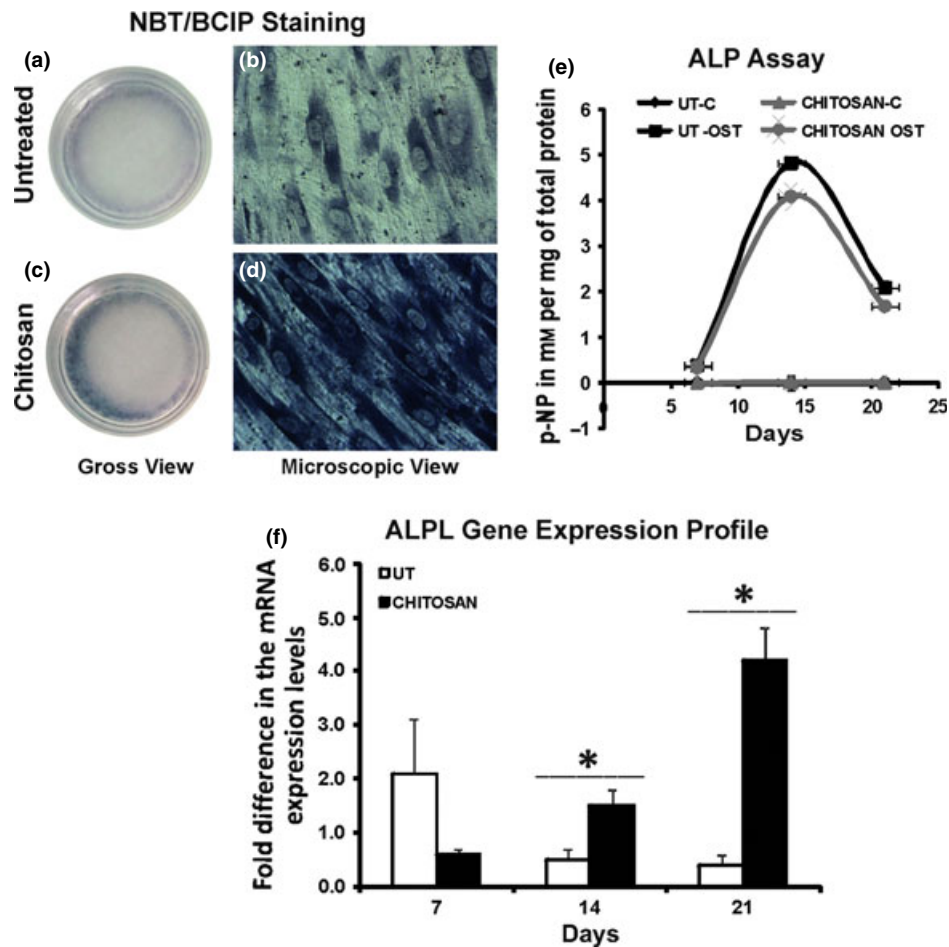 NBT/BCIP Staining
(a)
Untreated
(b)
(c)
Chitosan
(d)
Gross View
Microscopic View
(e)
ALP Assay
UT-C
CHITOSAN-C
UT -OST
CHITOSAN OST
p-NP in mM per mg of total protein
6
5
4
3
2
1
0
−1
0
5
10
15
20
25
Days
(f)
ALPL Gene Expression Profile
UT
CHITOSAN
Fold difference in the mRNA
expression levels
6.0
5.0
4.0
3.0
2.0
1.0
0.0
*
*
7
14
21
Days